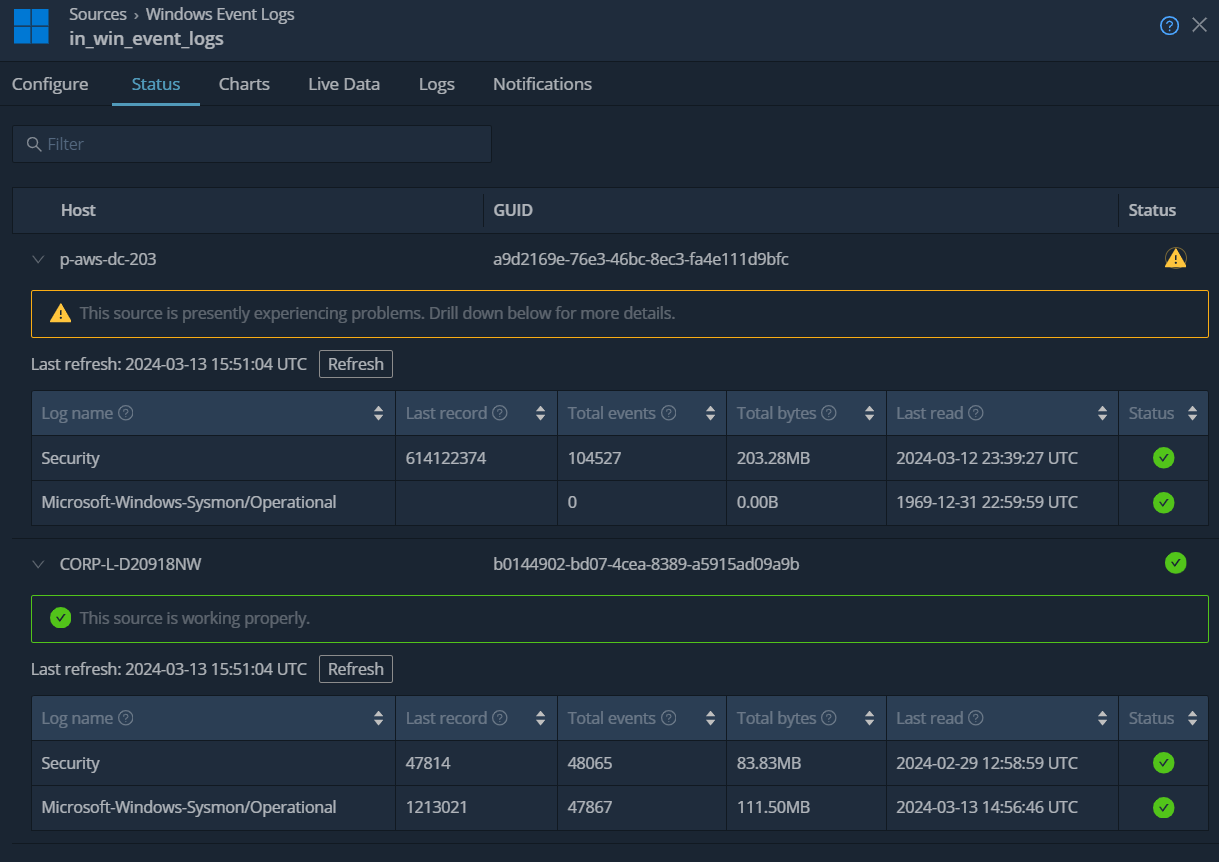 Sources › Windows Event Logs
in_win_event_logs
Configure Status Charts Live Data Logs Notifications
Filter
Host GUID Status
p-aws-dc-203 a9d2169e-76e3-46bc-8ec3-fa4e111d9bfc
This source is presently experiencing problems. Drill down below for more details.
Last refresh: 2024-03-13 15:51:04 UTC Refresh
Log name Last record Total events Total bytes Last read Status
Security 614122374 104527 203.28MB 2024-03-12 23:39:27 UTC
Microsoft-Windows-Sysmon/Operational 0 0.00B 1969-12-31 22:59:59 UTC
CORP-L-D20918NW b0144902-bd07-4cea-8389-a5915ad09a9b
This source is working properly.
Last refresh: 2024-03-13 15:51:04 UTC Refresh
Log name Last record Total events Total bytes Last read Status
Security 47814 48065 83.83MB 2024-02-29 12:58:59 UTC
Microsoft-Windows-Sysmon/Operational 1213021 47867 111.50MB 2024-03-13 14:56:46 UTC